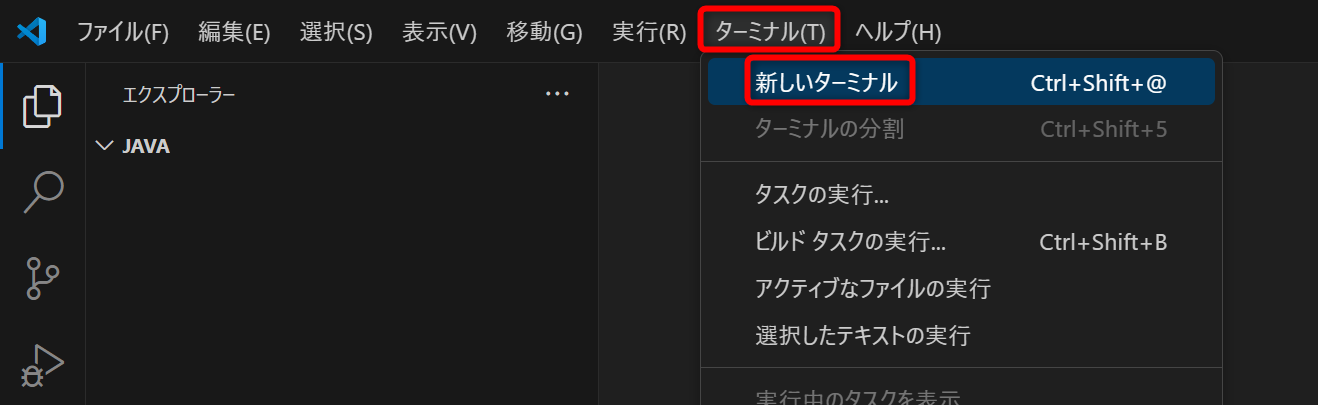 ファイル(F) 編集(E) 選択(S) 表示(V) 移動(G) 実行(R) ターミナル(T) ヘルプ(H)
エクスプローラー ...
JAVA
新しいターミナル Ctrl+Shift+@
ターミナルの分割 Ctrl+Shift+5
タスクの実行...
ビルド タスクの実行... Ctrl+Shift+B
アクティブなファイルの実行
選択したテキストの実行
実行中のタスクを表示...